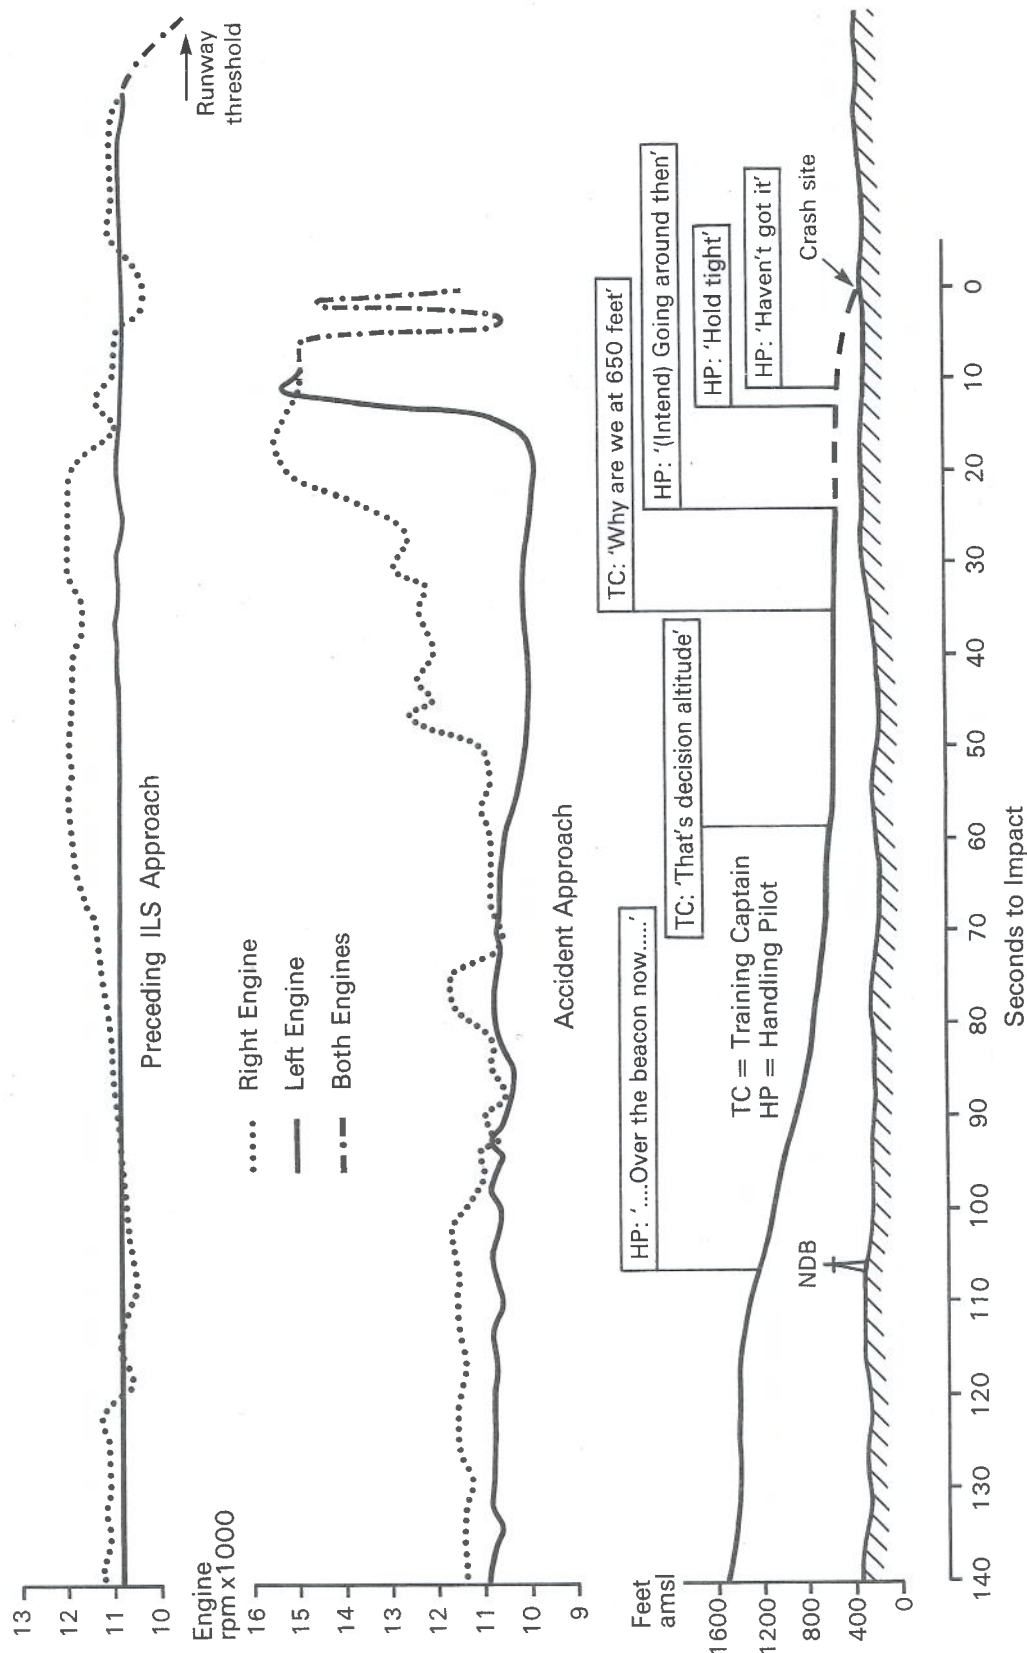 13
12
11
10
Preceding ILS Approach
Runway
threshold
Engine
rpm x1000
16
15
14
13
12
11
10
9
Right Engine
Left Engine
Both Engines
Accident Approach
Feet
amsl
1600
1200
800
400
0
HP: '....Over the beacon now.....'
TC: 'That's decision altitude'
TC: 'Why are we at 650 feet'
HP: '(Intend) Going around then'
HP: 'Hold tight'
HP: 'Haven't got it'
TC = Training Captain
HP = Handling Pilot
NDB
Crash site
140 130 120 110 100 90 80 70 60 50 40 30 20 10 0
Seconds to Impact